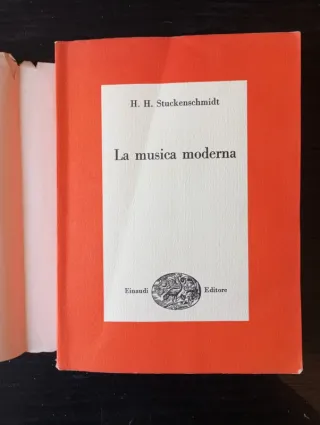 H. H. Stuckenschmidt
La musica moderna
Einaudi Editore